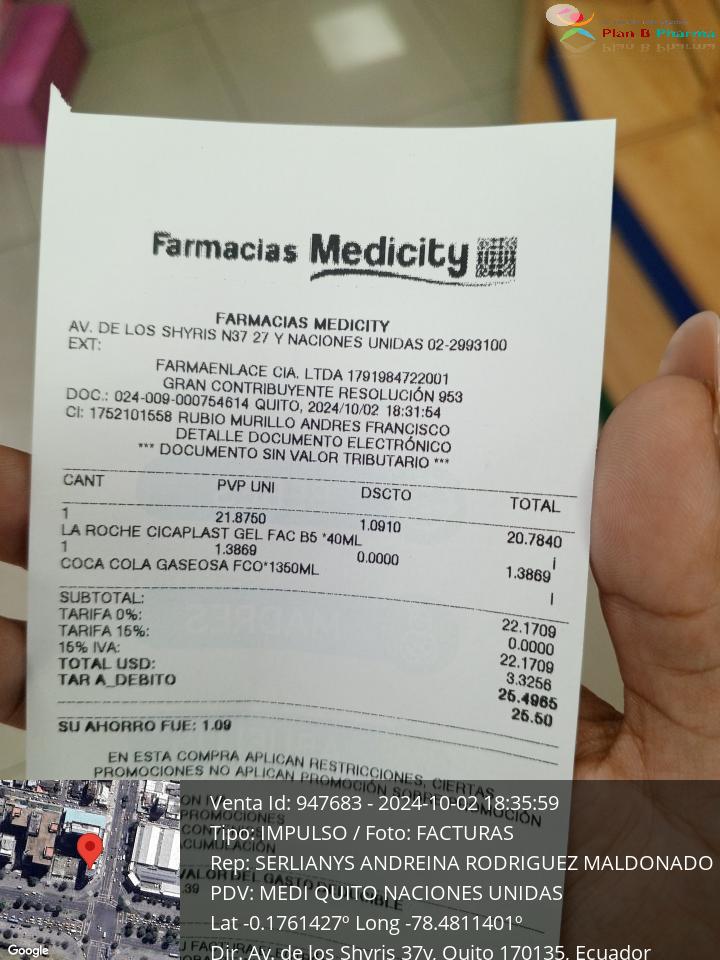 Plan B Pharma
Farmacias Medicity
FARMACIAS MEDICITY
AV. DE LOS SHYRIS N37 27 Y NACIONES UNIDAS 02-2993100
EXT:
FARMAENLACE CIA. LTDA 1791984722001
GRAN CONTRIBUYENTE RESOLUCIÓN 953
DOC.: 024-009-000754614 QUITO, 2024/10/02 18:31:54
CI: 1752101558 RUBIO MURILLO ANDRES FRANCISCO
DETALLE DOCUMENTO ELECTRÓNICO
*** DOCUMENTO SIN VALOR TRIBUTARIO ***
CANT PVP UNI DSCTO TOTAL
1 21.8750 1.0910 20.7840
LA ROCHE CICAPLAST GEL FAC B5 *40ML i
1 1.3869 0.0000 1.3869
COCA COLA GASEOSA FCO*1350ML I
SUBTOTAL: 22.1709
TARIFA 0%: 0.0000
TARIFA 15%: 22.1709
15% IVA: 3.3256
TOTAL USD: 25.4965
TAR A_DEBITO 25.50
SU AHORRO FUE: 1.09
EN ESTA COMPRA APLICAN RESTRICCIONES, CIERTAS
PROMOCIONES NO APLICAN PROMOCIÓN SOBRE PROMOCIÓN
Venta Id: 947683 - 2024-10-02 18:35:59
Tipo: IMPULSO / Foto: FACTURAS
Rep: SERLIANYS ANDREINA RODRIGUEZ MALDONADO
PDV: MEDI QUITO NACIONES UNIDAS
Lat -0.1761427º Long -78.4811401º
Dir. Av. de los Shyris 37v, Quito 170135, Ecuador
Google